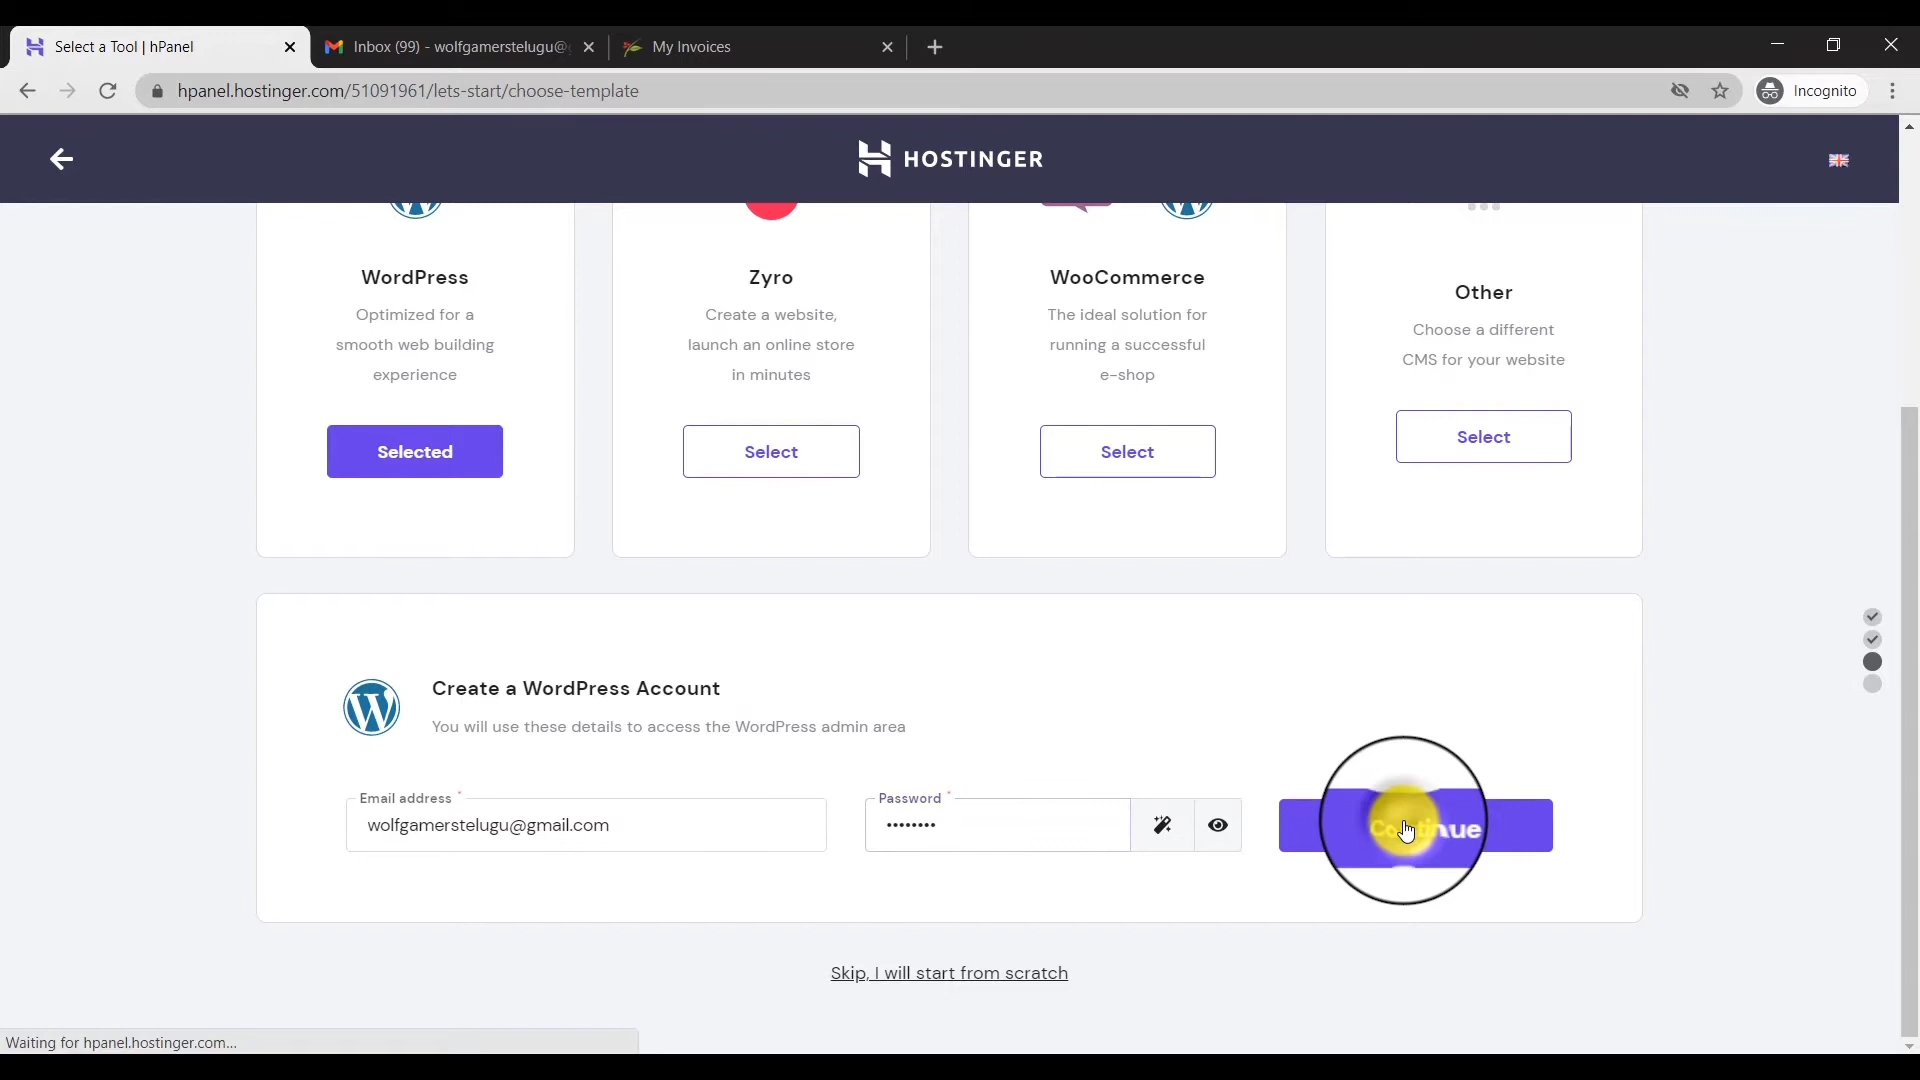 Select a Tool | hPanel
Inbox (99) - wolfgamerstelugu@g
My Invoices
hpanel.hostinger.com/51091961/lets-start/choose-template
Incognito
HOSTINGER
WordPress
Optimized for a
smooth web building
experience
Selected
Zyro
Create a website,
launch an online store
in minutes
Select
WooCommerce
The ideal solution for
running a successful
e-shop
Select
Other
Choose a different
CMS for your website
Select
Create a WordPress Account
You will use these details to access the WordPress admin area
Email address *
wolfgamerstelugu@gmail.com
Password *
••••••••
Continue
Skip, I will start from scratch
Waiting for hpanel.hostinger.com...